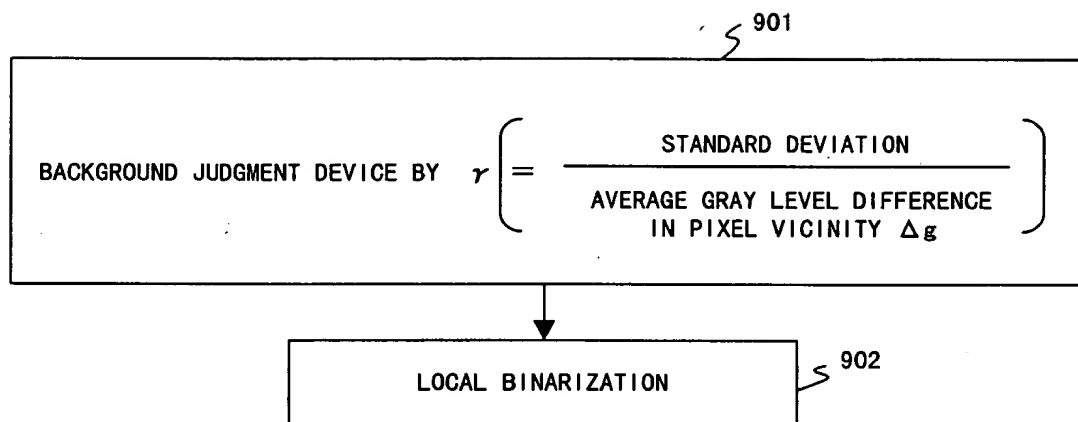 901
BACKGROUND JUDGMENT DEVICE BY r ( = STANDARD DEVIATION
AVERAGE GRAY LEVEL DIFFERENCE
IN PIXEL VICINITY Δg )
LOCAL BINARIZATION
902